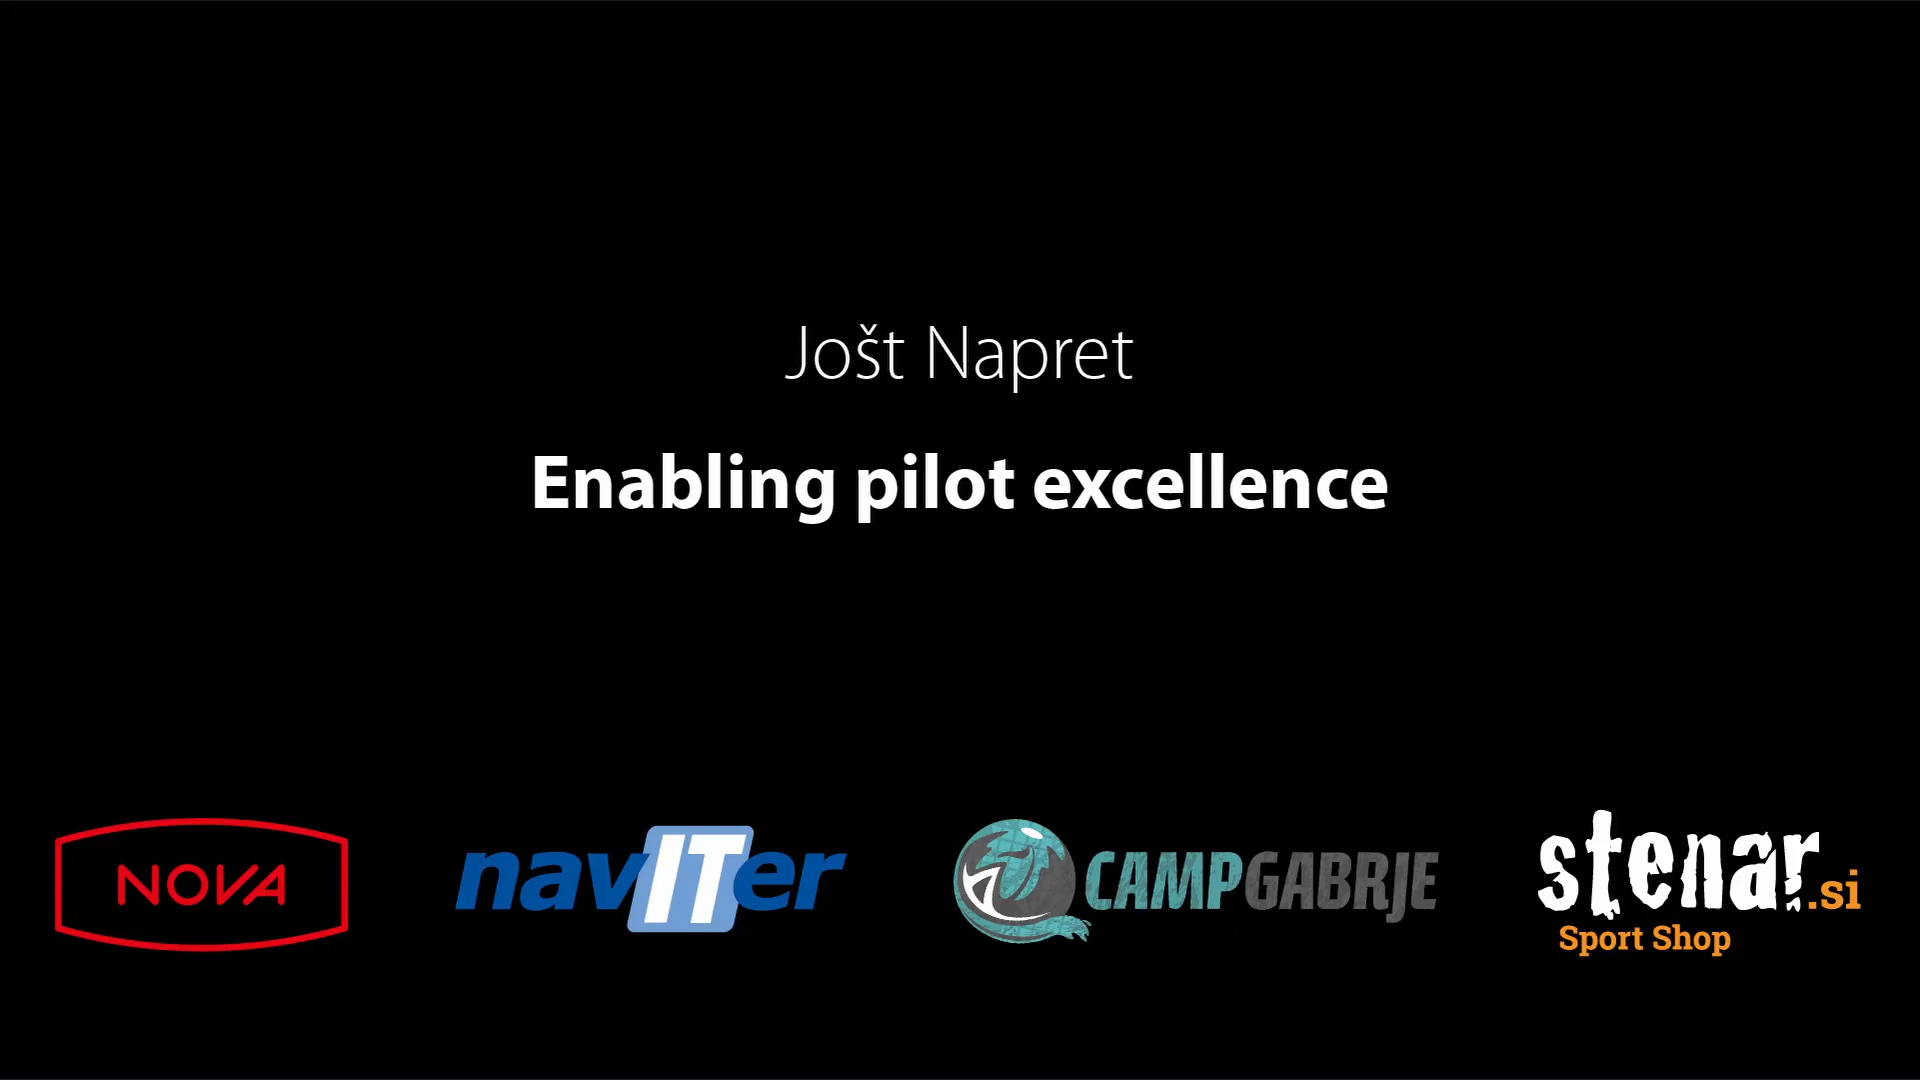 Jošt Napret
Enabling pilot excellence
NOVA
navITer
CAMPGABRJE
stenar.si
Sport Shop